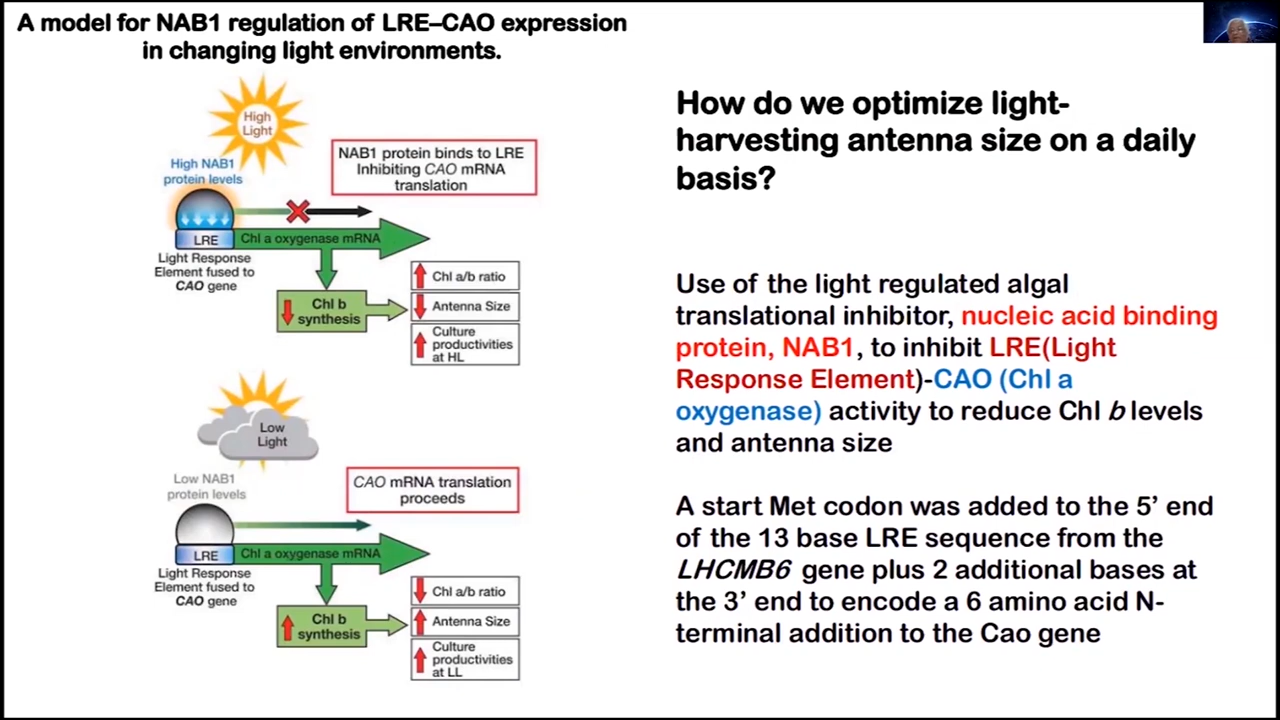 A model for NAB1 regulation of LRE–CAO expression
in changing light environments.
High
Light
High NAB1
protein levels
NAB1 protein binds to LRE
Inhibiting CAO mRNA
translation
LRE
Chl a oxygenase mRNA
Light Response
Element fused to
CAO gene
Chl b
synthesis
Chl a/b ratio
Antenna Size
Culture
productivities
at HL
Low
Light
Low NAB1
protein levels
CAO mRNA translation
proceeds
LRE
Chl a oxygenase mRNA
Light Response
Element fused to
CAO gene
Chl b
synthesis
Chl a/b ratio
Antenna Size
Culture
productivities
at LL
How do we optimize light-
harvesting antenna size on a daily
basis?
Use of the light regulated algal
translational inhibitor, nucleic acid binding
protein, NAB1, to inhibit LRE(Light
Response Element)-CAO (Chl a
oxygenase) activity to reduce Chl b levels
and antenna size
A start Met codon was added to the 5’ end
of the 13 base LRE sequence from the
LHCMB6 gene plus 2 additional bases at
the 3’ end to encode a 6 amino acid N-
terminal addition to the Cao gene